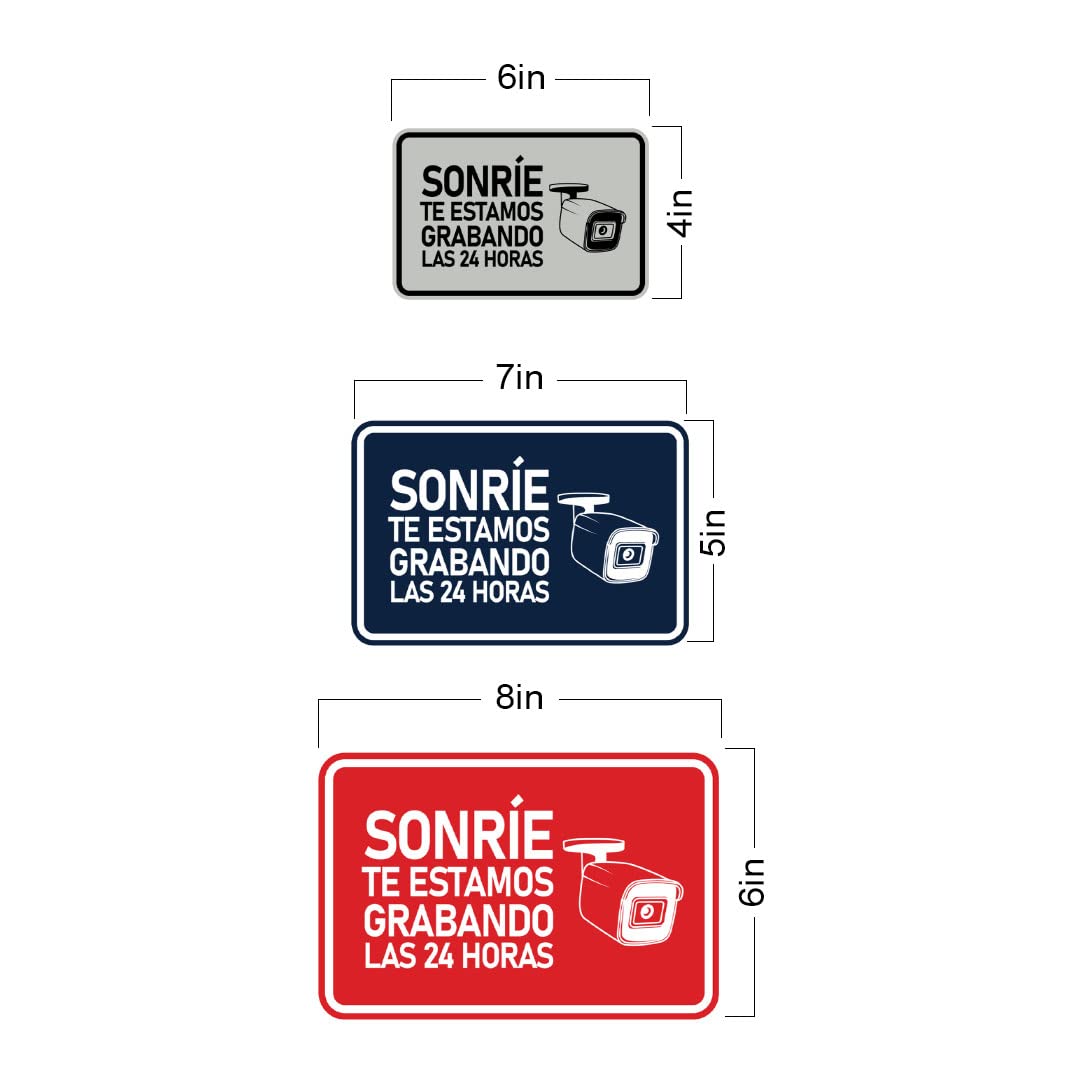 6in
SONRÍE
TE ESTAMOS
GRABANDO
LAS 24 HORAS
4in
7in
SONRÍE
TE ESTAMOS
GRABANDO
LAS 24 HORAS
5in
8in
SONRÍE
TE ESTAMOS
GRABANDO
LAS 24 HORAS
6in